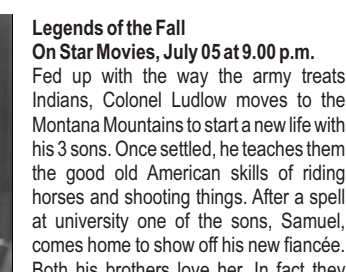 Legends of the Fall
On Star Movies, July 05 at 9.00 p.m.
Fed up with the way the army treats
Indians, Colonel Ludlow moves to the
Montana Mountains to start a new life with
his 3 sons. Once settled, he teaches them
the good old American skills of riding
horses and shooting things. After a spell
at university one of the sons, Samuel,
comes home to show off his new fiancée.
Both his brothers love her. In fact they